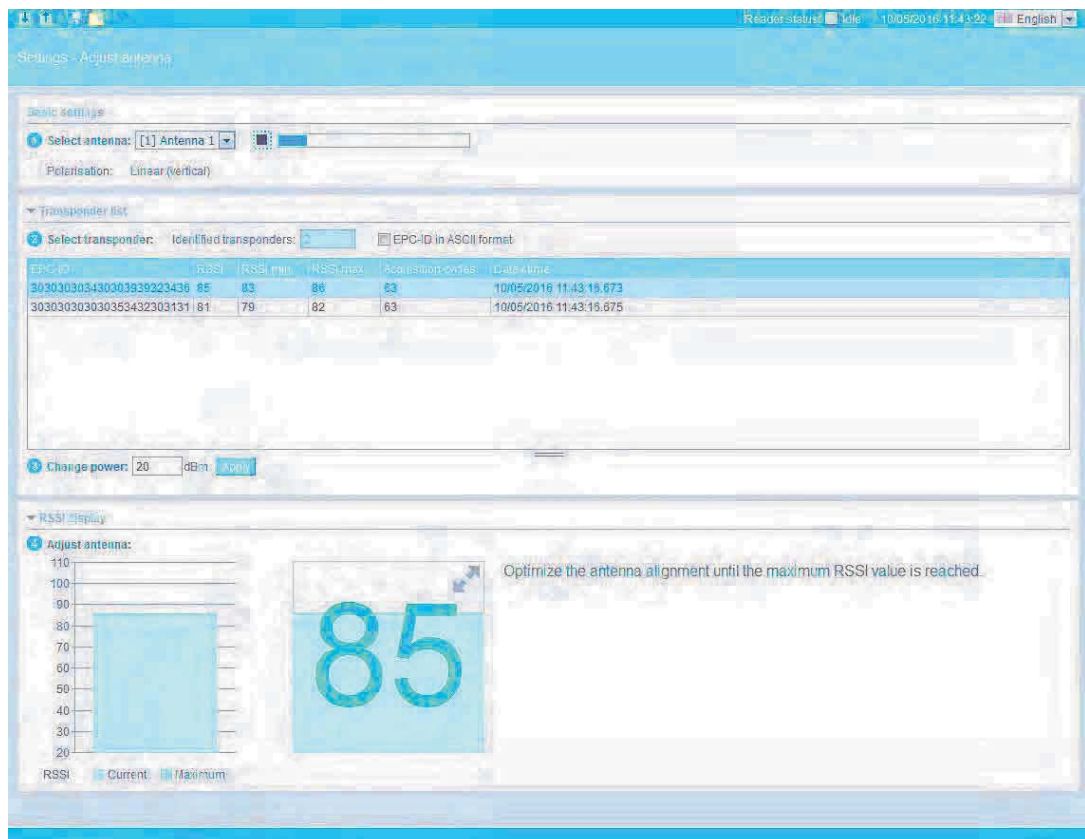 Reader status: Idle 10/05/2016 11:43:22 English
Settings - Adjust antenna
Basic settings
1 Select antenna: [1] Antenna 1
Polarisation: Linear (vertical)
Transponder list
2 Select transponder: Identified transponders: 2 EPC-ID in ASCII format
EPC-ID RSSI RSSI min. RSSI max. Acquisition cycles Date / time
303030303430303939323436 85 83 86 63 10/05/2016 11:43:16.673
303030303030353432303131 81 79 82 63 10/05/2016 11:43:16.675
3 Change power: 20 dBm Apply
RSSI display
4 Adjust antenna:
110
100
90
80
70
60
50
40
30
20
RSSI Current Maximum
85
Optimize the antenna alignment until the maximum RSSI value is reached.